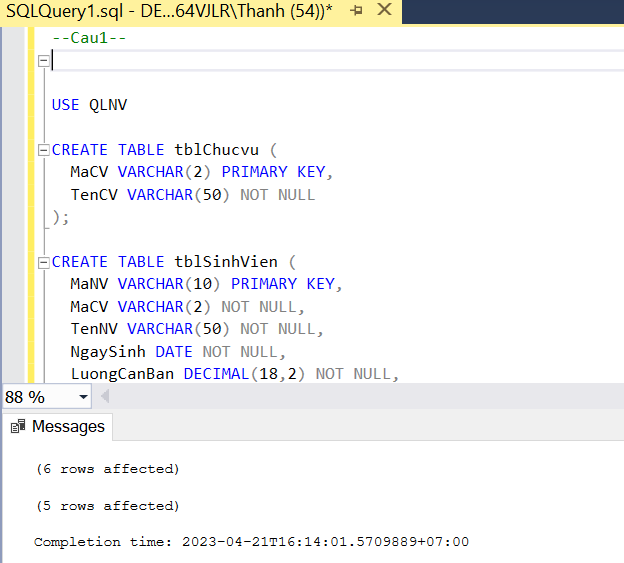 SQLQuery1.sql - DE...64VJLR\Thanh (54))*
--Cau1--
USE QLNV
CREATE TABLE tblChucvu (
MaCV VARCHAR(2) PRIMARY KEY,
TenCV VARCHAR(50) NOT NULL
);
CREATE TABLE tblSinhVien (
MaNV VARCHAR(10) PRIMARY KEY,
MaCV VARCHAR(2) NOT NULL,
TenNV VARCHAR(50) NOT NULL,
NgaySinh DATE NOT NULL,
LuongCanBan DECIMAL(18,2) NOT NULL,
88 %
Messages
(6 rows affected)
(5 rows affected)
Completion time: 2023-04-21T16:14:01.5709889+07:00